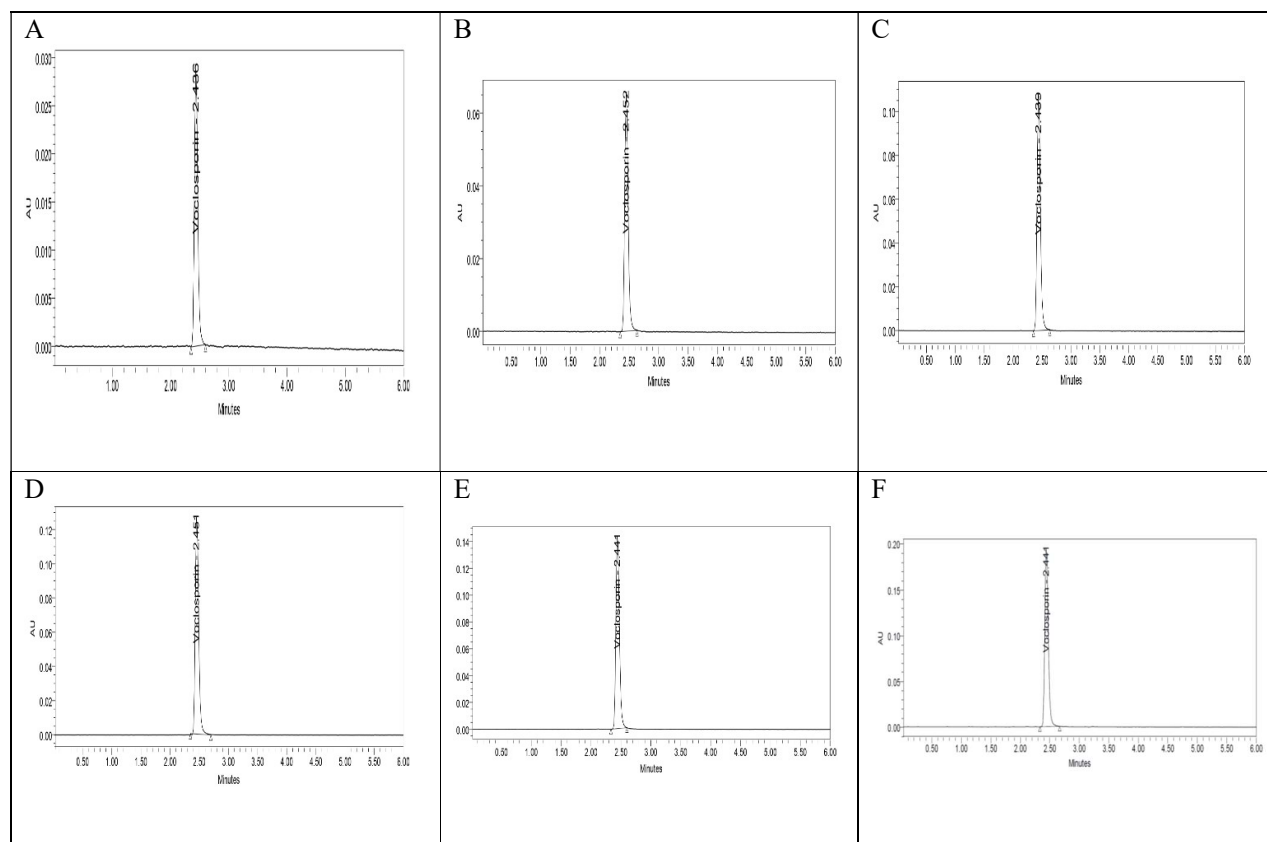 A
AU
0.030
0.025
0.020
0.015
0.010
0.005
0.000
Voclosporin - 2.436
1.00 2.00 3.00 4.00 5.00 6.00
Minutes
B
AU
0.06
0.04
0.02
0.00
Voclosporin - 2.452
0.50 1.00 1.50 2.00 2.50 3.00 3.50 4.00 4.50 5.00 5.50 6.00
Minutes
C
AU
0.10
0.08
0.06
0.04
0.02
0.00
Voclosporin - 2.439
0.50 1.00 1.50 2.00 2.50 3.00 3.50 4.00 4.50 5.00 5.50 6.00
Minutes
D
AU
0.12
0.10
0.08
0.06
0.04
0.02
0.00
Voclosporin - 2.451
0.50 1.00 1.50 2.00 2.50 3.00 3.50 4.00 4.50 5.00 5.50 6.00
Minutes
E
AU
0.14
0.12
0.10
0.08
0.06
0.04
0.02
0.00
Voclosporin - 2.441
0.50 1.00 1.50 2.00 2.50 3.00 3.50 4.00 4.50 5.00 5.50 6.00
Minutes
F
AU
0.20
0.15
0.10
0.05
0.00
Voclosporin - 2.441
0.50 1.00 1.50 2.00 2.50 3.00 3.50 4.00 4.50 5.00 5.50 6.00
Minutes